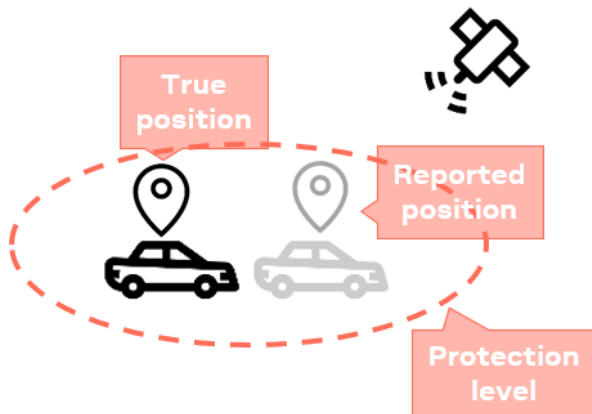 True
position
Reported
position
Protection
level